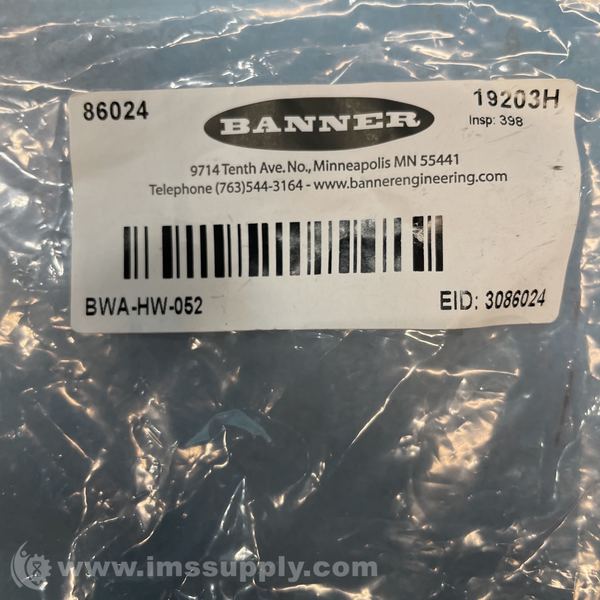 86024
BANNER
19203H
Insp: 398
9714 Tenth Ave. No., Minneapolis MN 55441
Telephone (763)544-3164 - www.bannerengineering.com
BWA-HW-052
EID: 3086024
www.imssupply.com